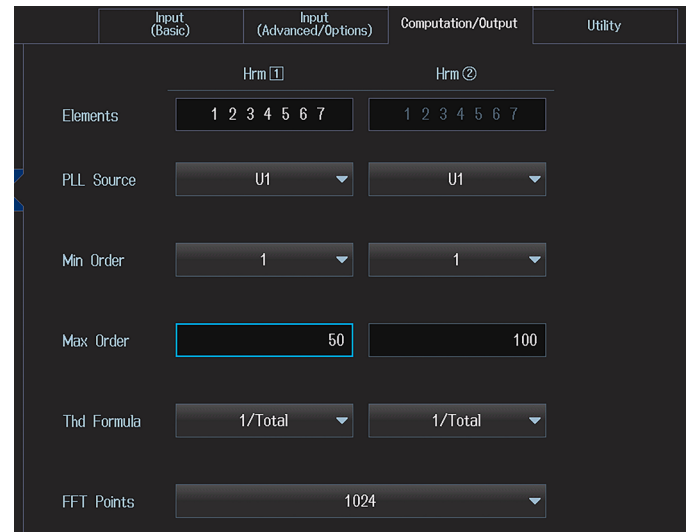 Input (Basic) Input (Advanced/Options) Computation/Output Utility
Hrm 1 Hrm ②
Elements 1 2 3 4 5 6 7 1 2 3 4 5 6 7
PLL Source U1 U1
Min Order 1 1
Max Order 50 100
Thd Formula 1/Total 1/Total
FFT Points 1024